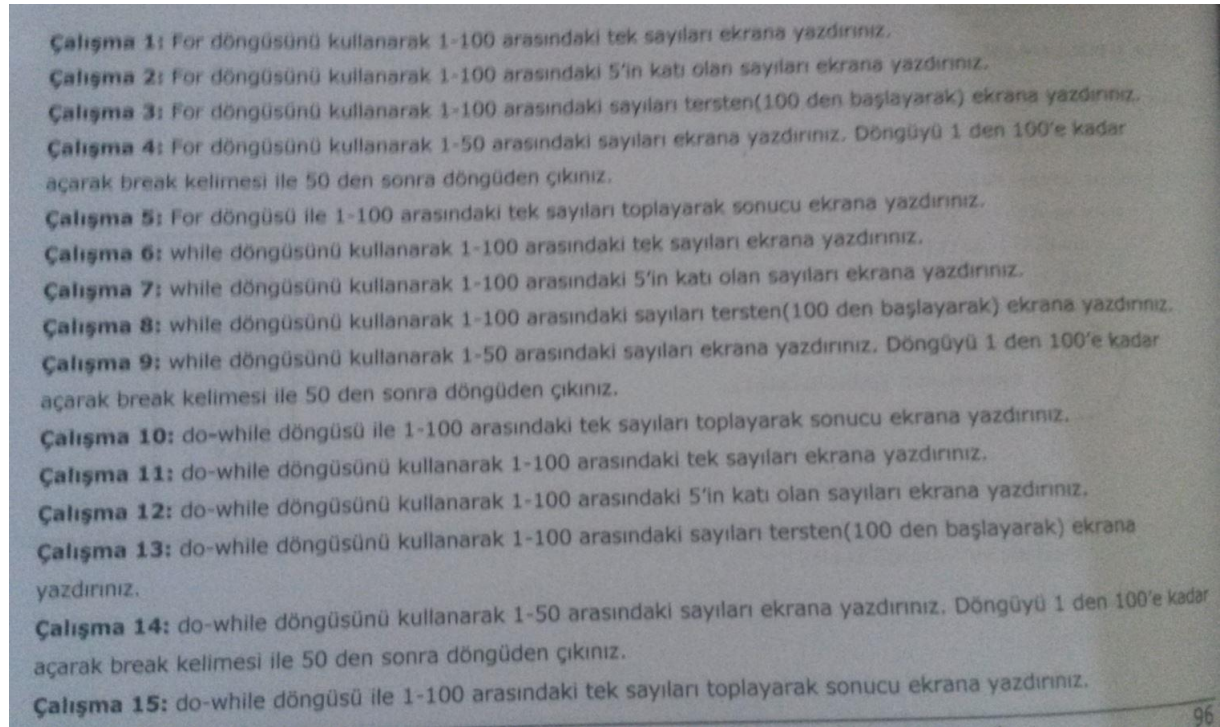 Çalışma 1: For döngüsünü kullanarak 1-100 arasındaki tek sayıları ekrana yazdırınız.
Çalışma 2: For döngüsünü kullanarak 1-100 arasındaki 5'in katı olan sayıları ekrana yazdırınız.
Çalışma 3: For döngüsünü kullanarak 1-100 arasındaki sayıları tersten(100 den başlayarak) ekrana yazdırınız.
Çalışma 4: For döngüsünü kullanarak 1-50 arasındaki sayıları ekrana yazdırınız. Döngüyü 1 den 100'e kadar
açarak break kelimesi ile 50 den sonra döngüden çıkınız.
Çalışma 5: For döngüsü ile 1-100 arasındaki tek sayıları toplayarak sonucu ekrana yazdırınız.
Çalışma 6: while döngüsünü kullanarak 1-100 arasındaki tek sayıları ekrana yazdırınız.
Çalışma 7: while döngüsünü kullanarak 1-100 arasındaki 5'in katı olan sayıları ekrana yazdırınız.
Çalışma 8: while döngüsünü kullanarak 1-100 arasındaki sayıları tersten(100 den başlayarak) ekrana yazdırınız.
Çalışma 9: while döngüsünü kullanarak 1-50 arasındaki sayıları ekrana yazdırınız. Döngüyü 1 den 100'e kadar
açarak break kelimesi ile 50 den sonra döngüden çıkınız.
Çalışma 10: do-while döngüsü ile 1-100 arasındaki tek sayıları toplayarak sonucu ekrana yazdırınız.
Çalışma 11: do-while döngüsünü kullanarak 1-100 arasındaki tek sayıları ekrana yazdırınız.
Çalışma 12: do-while döngüsünü kullanarak 1-100 arasındaki 5'in katı olan sayıları ekrana yazdırınız.
Çalışma 13: do-while döngüsünü kullanarak 1-100 arasındaki sayıları tersten(100 den başlayarak) ekrana
yazdırınız.
Çalışma 14: do-while döngüsünü kullanarak 1-50 arasındaki sayıları ekrana yazdırınız. Döngüyü 1 den 100'e kadar
açarak break kelimesi ile 50 den sonra döngüden çıkınız.
Çalışma 15: do-while döngüsü ile 1-100 arasındaki tek sayıları toplayarak sonucu ekrana yazdırınız.
96